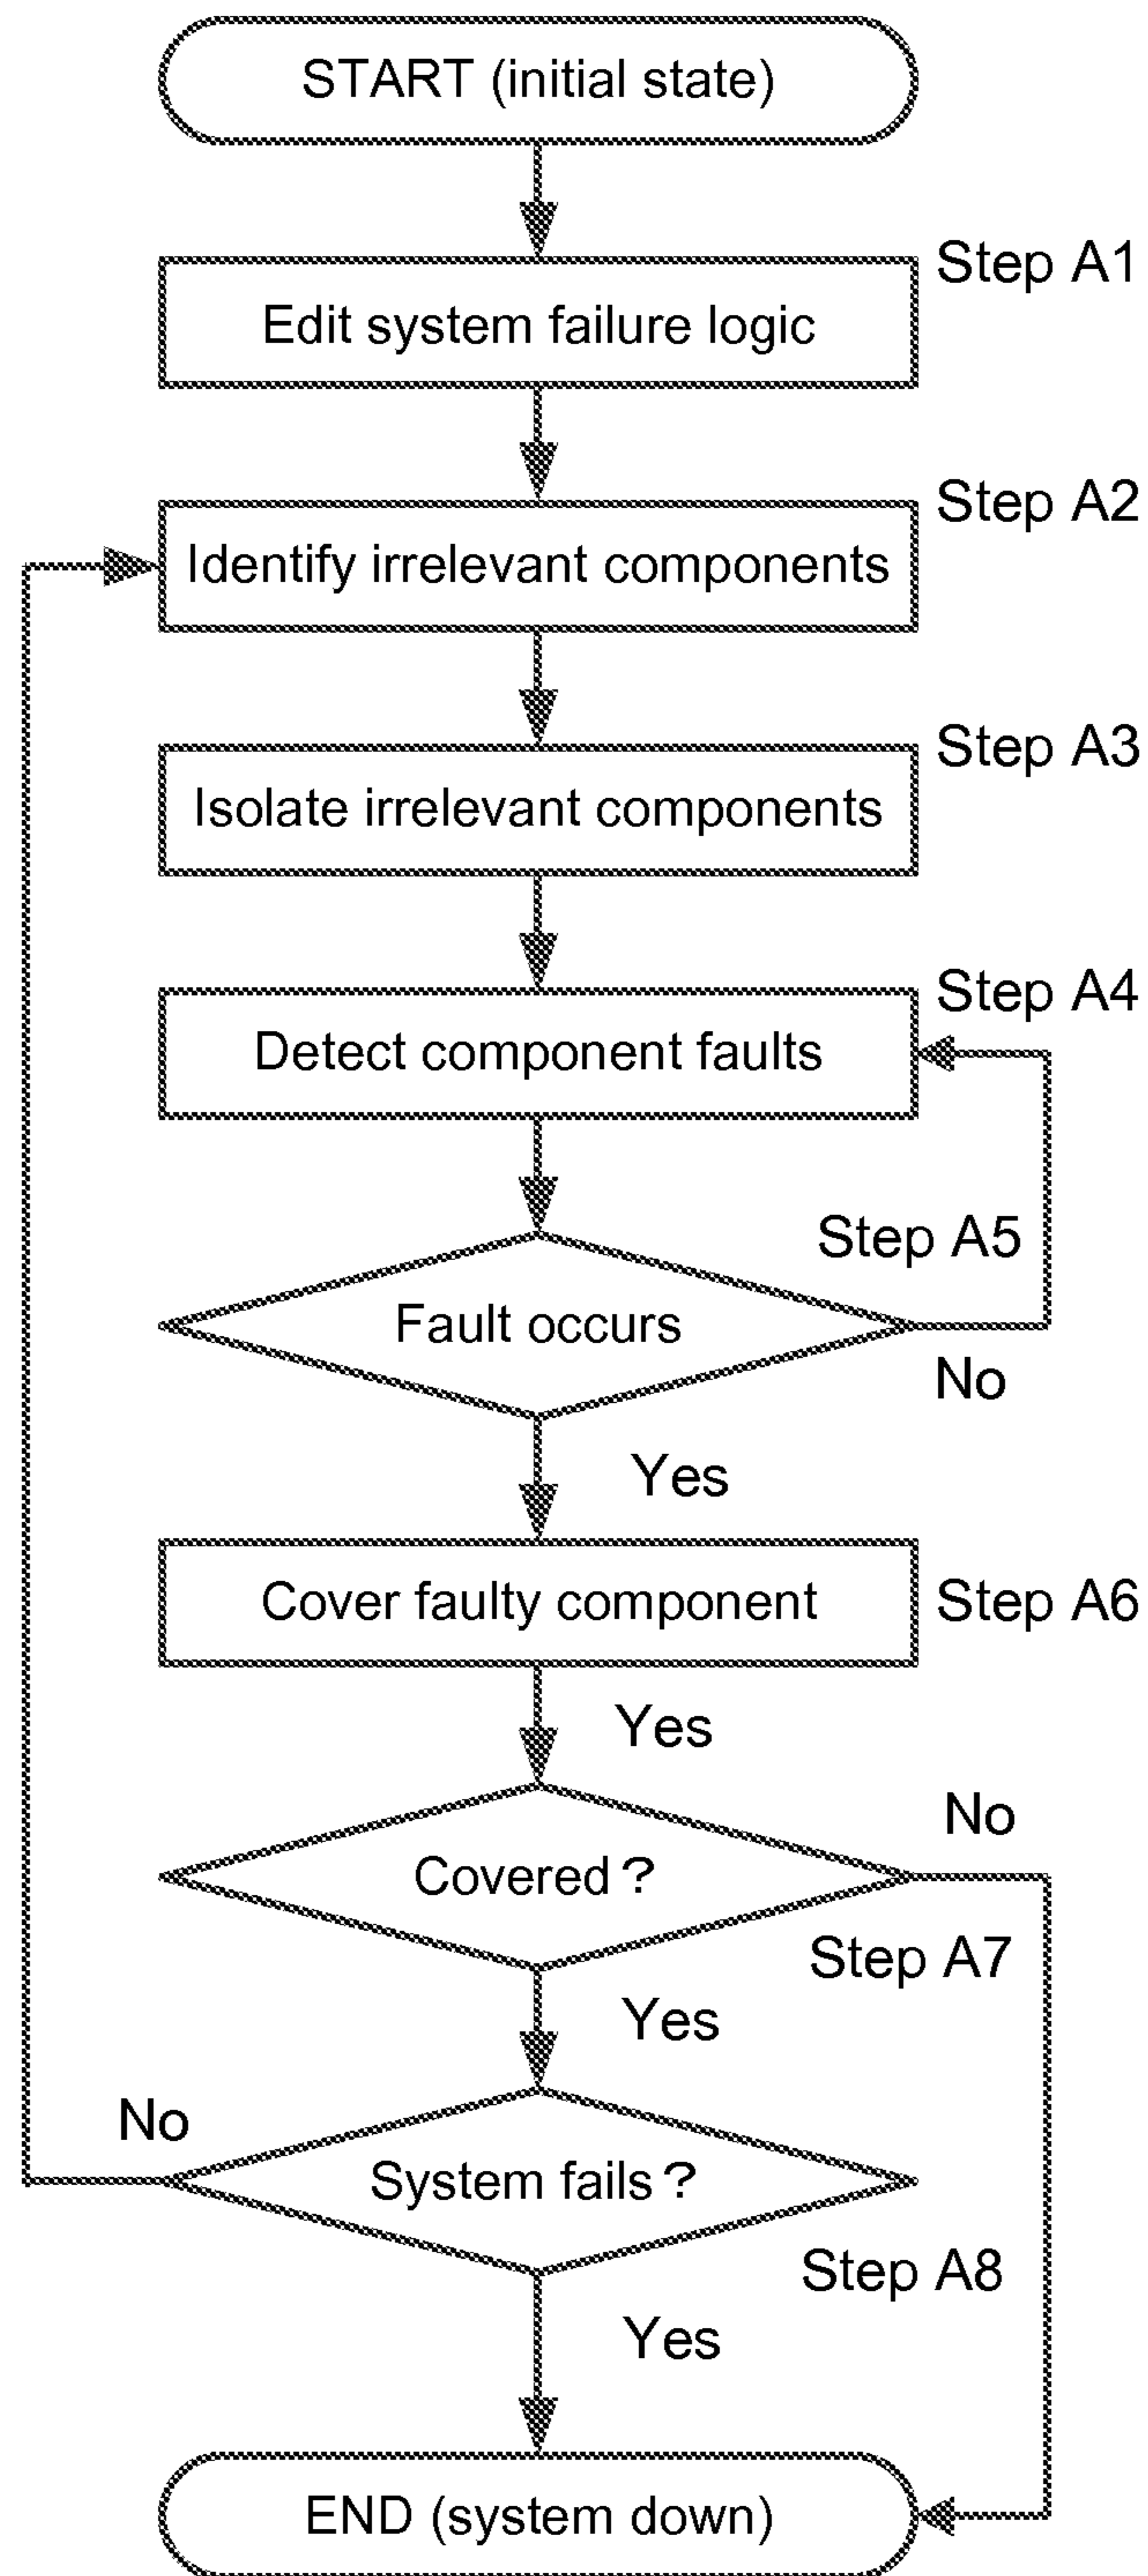 START (initial state)
Step A1
Edit system failure logic
Step A2
Identify irrelevant components
Step A3
Isolate irrelevant components
Step A4
Detect component faults
Step A5
Fault occurs
No
Yes
Cover faulty component
Step A6
Yes
No
Covered ?
Step A7
Yes
No
System fails ?
Step A8
Yes
END (system down)